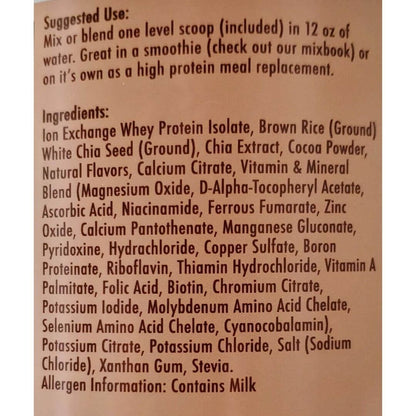 Suggested Use:
Mix or blend one level scoop (included) in 12 oz of
water. Great in a smoothie (check out our mixbook) or
on it's own as a high protein meal replacement.
Ingredients:
Ion Exchange Whey Protein Isolate, Brown Rice (Ground)
White Chia Seed (Ground), Chia Extract, Cocoa Powder,
Natural Flavors, Calcium Citrate, Vitamin & Mineral
Blend (Magnesium Oxide, D-Alpha-Tocopheryl Acetate,
Ascorbic Acid, Niacinamide, Ferrous Fumarate, Zinc
Oxide, Calcium Pantothenate, Manganese Gluconate,
Pyridoxine, Hydrochloride, Copper Sulfate, Boron
Proteinate, Riboflavin, Thiamin Hydrochloride, Vitamin A
Palmitate, Folic Acid, Biotin, Chromium Citrate,
Potassium Iodide, Molybdenum Amino Acid Chelate,
Selenium Amino Acid Chelate, Cyanocobalamin),
Potassium Citrate, Potassium Chloride, Salt (Sodium
Chloride), Xanthan Gum, Stevia.
Allergen Information: Contains Milk